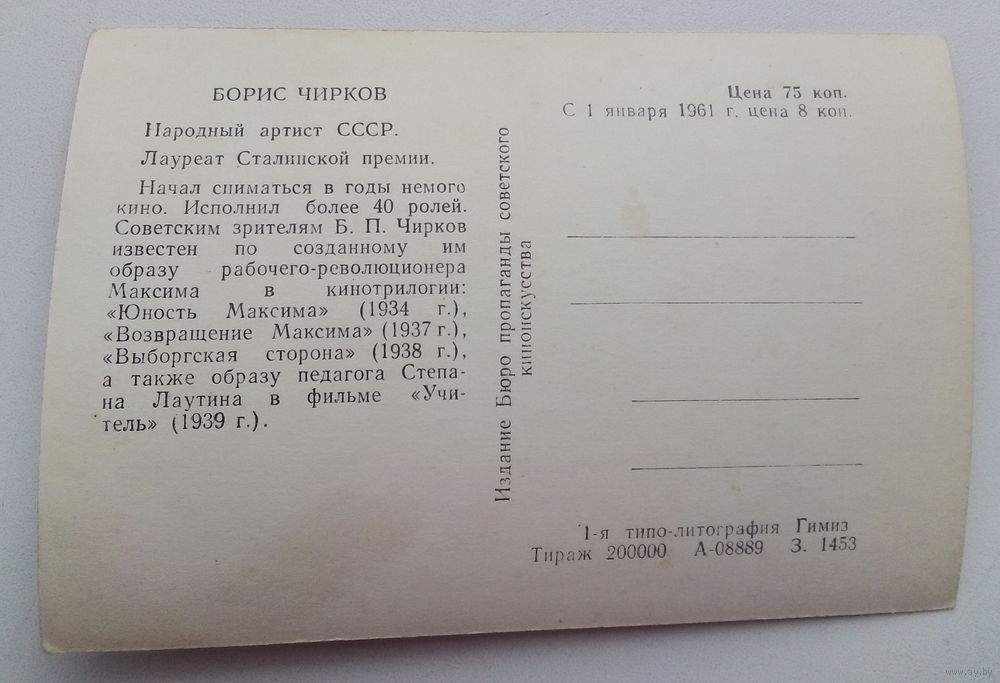 БОРИС ЧИРКОВ
Народный артист СССР.
Лауреат Сталинской премии.
Начал сниматься в годы немого
кино. Исполнил более 40 ролей.
Советским зрителям Б. П. Чирков
известен по созданному им
образу рабочего-революционера
Максима в кинотрилогии:
«Юность Максима» (1934 г.),
«Возвращение Максима» (1937 г.),
«Выборгская сторона» (1938 г.),
а также образу педагога Степа-
на Лаутина в фильме «Учи-
тель» (1939 г.).
Издание Бюро пропаганды советского
киноискусства
Цена 75 коп.
С 1 января 1961 г. цена 8 коп.
1-я типо-литография Гимиз
Тираж 200000 А-08889 З. 1453
www.ay.by